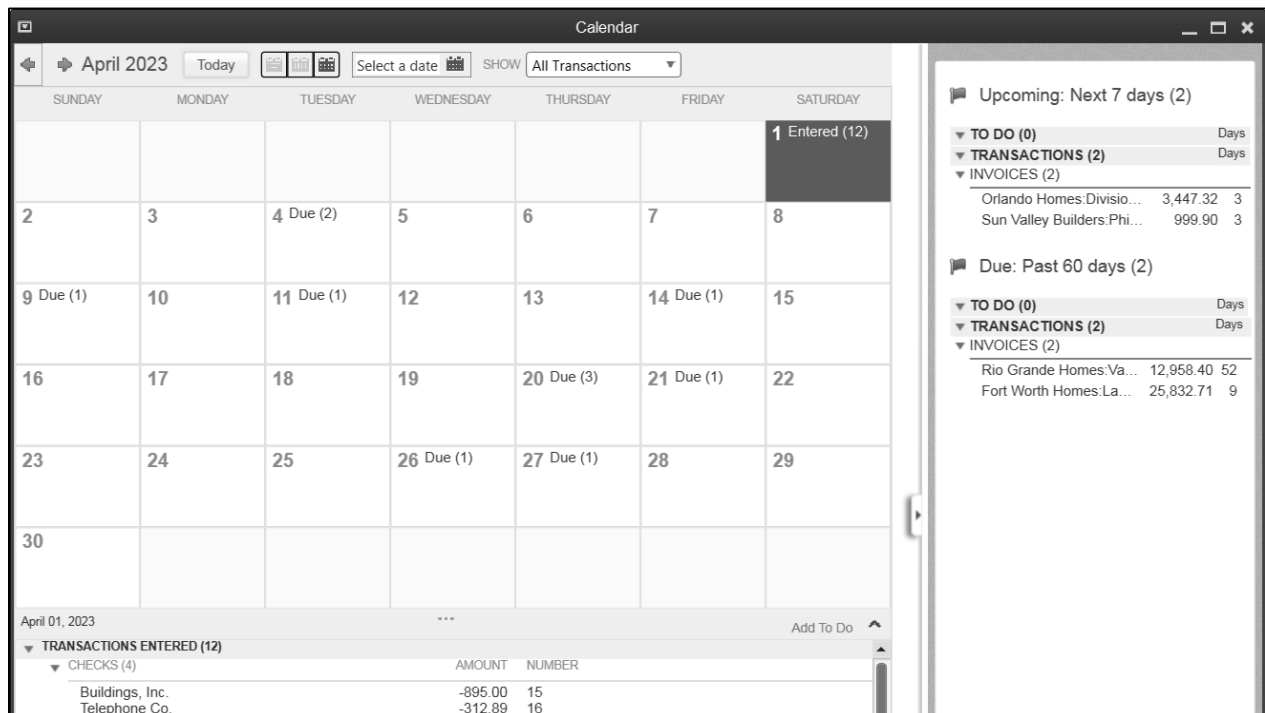 Calendar
April 2023 Today Select a date SHOW All Transactions
SUNDAY MONDAY TUESDAY WEDNESDAY THURSDAY FRIDAY SATURDAY
1 Entered (12)
2 3 4 Due (2) 5 6 7 8
9 Due (1) 10 11 Due (1) 12 13 14 Due (1) 15
16 17 18 19 20 Due (3) 21 Due (1) 22
23 24 25 26 Due (1) 27 Due (1) 28 29
30
April 01, 2023 Add To Do
TRANSACTIONS ENTERED (12)
CHECKS (4) AMOUNT NUMBER
Buildings, Inc. -895.00 15
Telephone Co. -312.89 16
Upcoming: Next 7 days (2)
TO DO (0) Days
TRANSACTIONS (2) Days
INVOICES (2)
Orlando Homes:Divisio... 3,447.32 3
Sun Valley Builders:Phi... 999.90 3
Due: Past 60 days (2)
TO DO (0) Days
TRANSACTIONS (2) Days
INVOICES (2)
Rio Grande Homes:Va... 12,958.40 52
Fort Worth Homes:La... 25,832.71 9